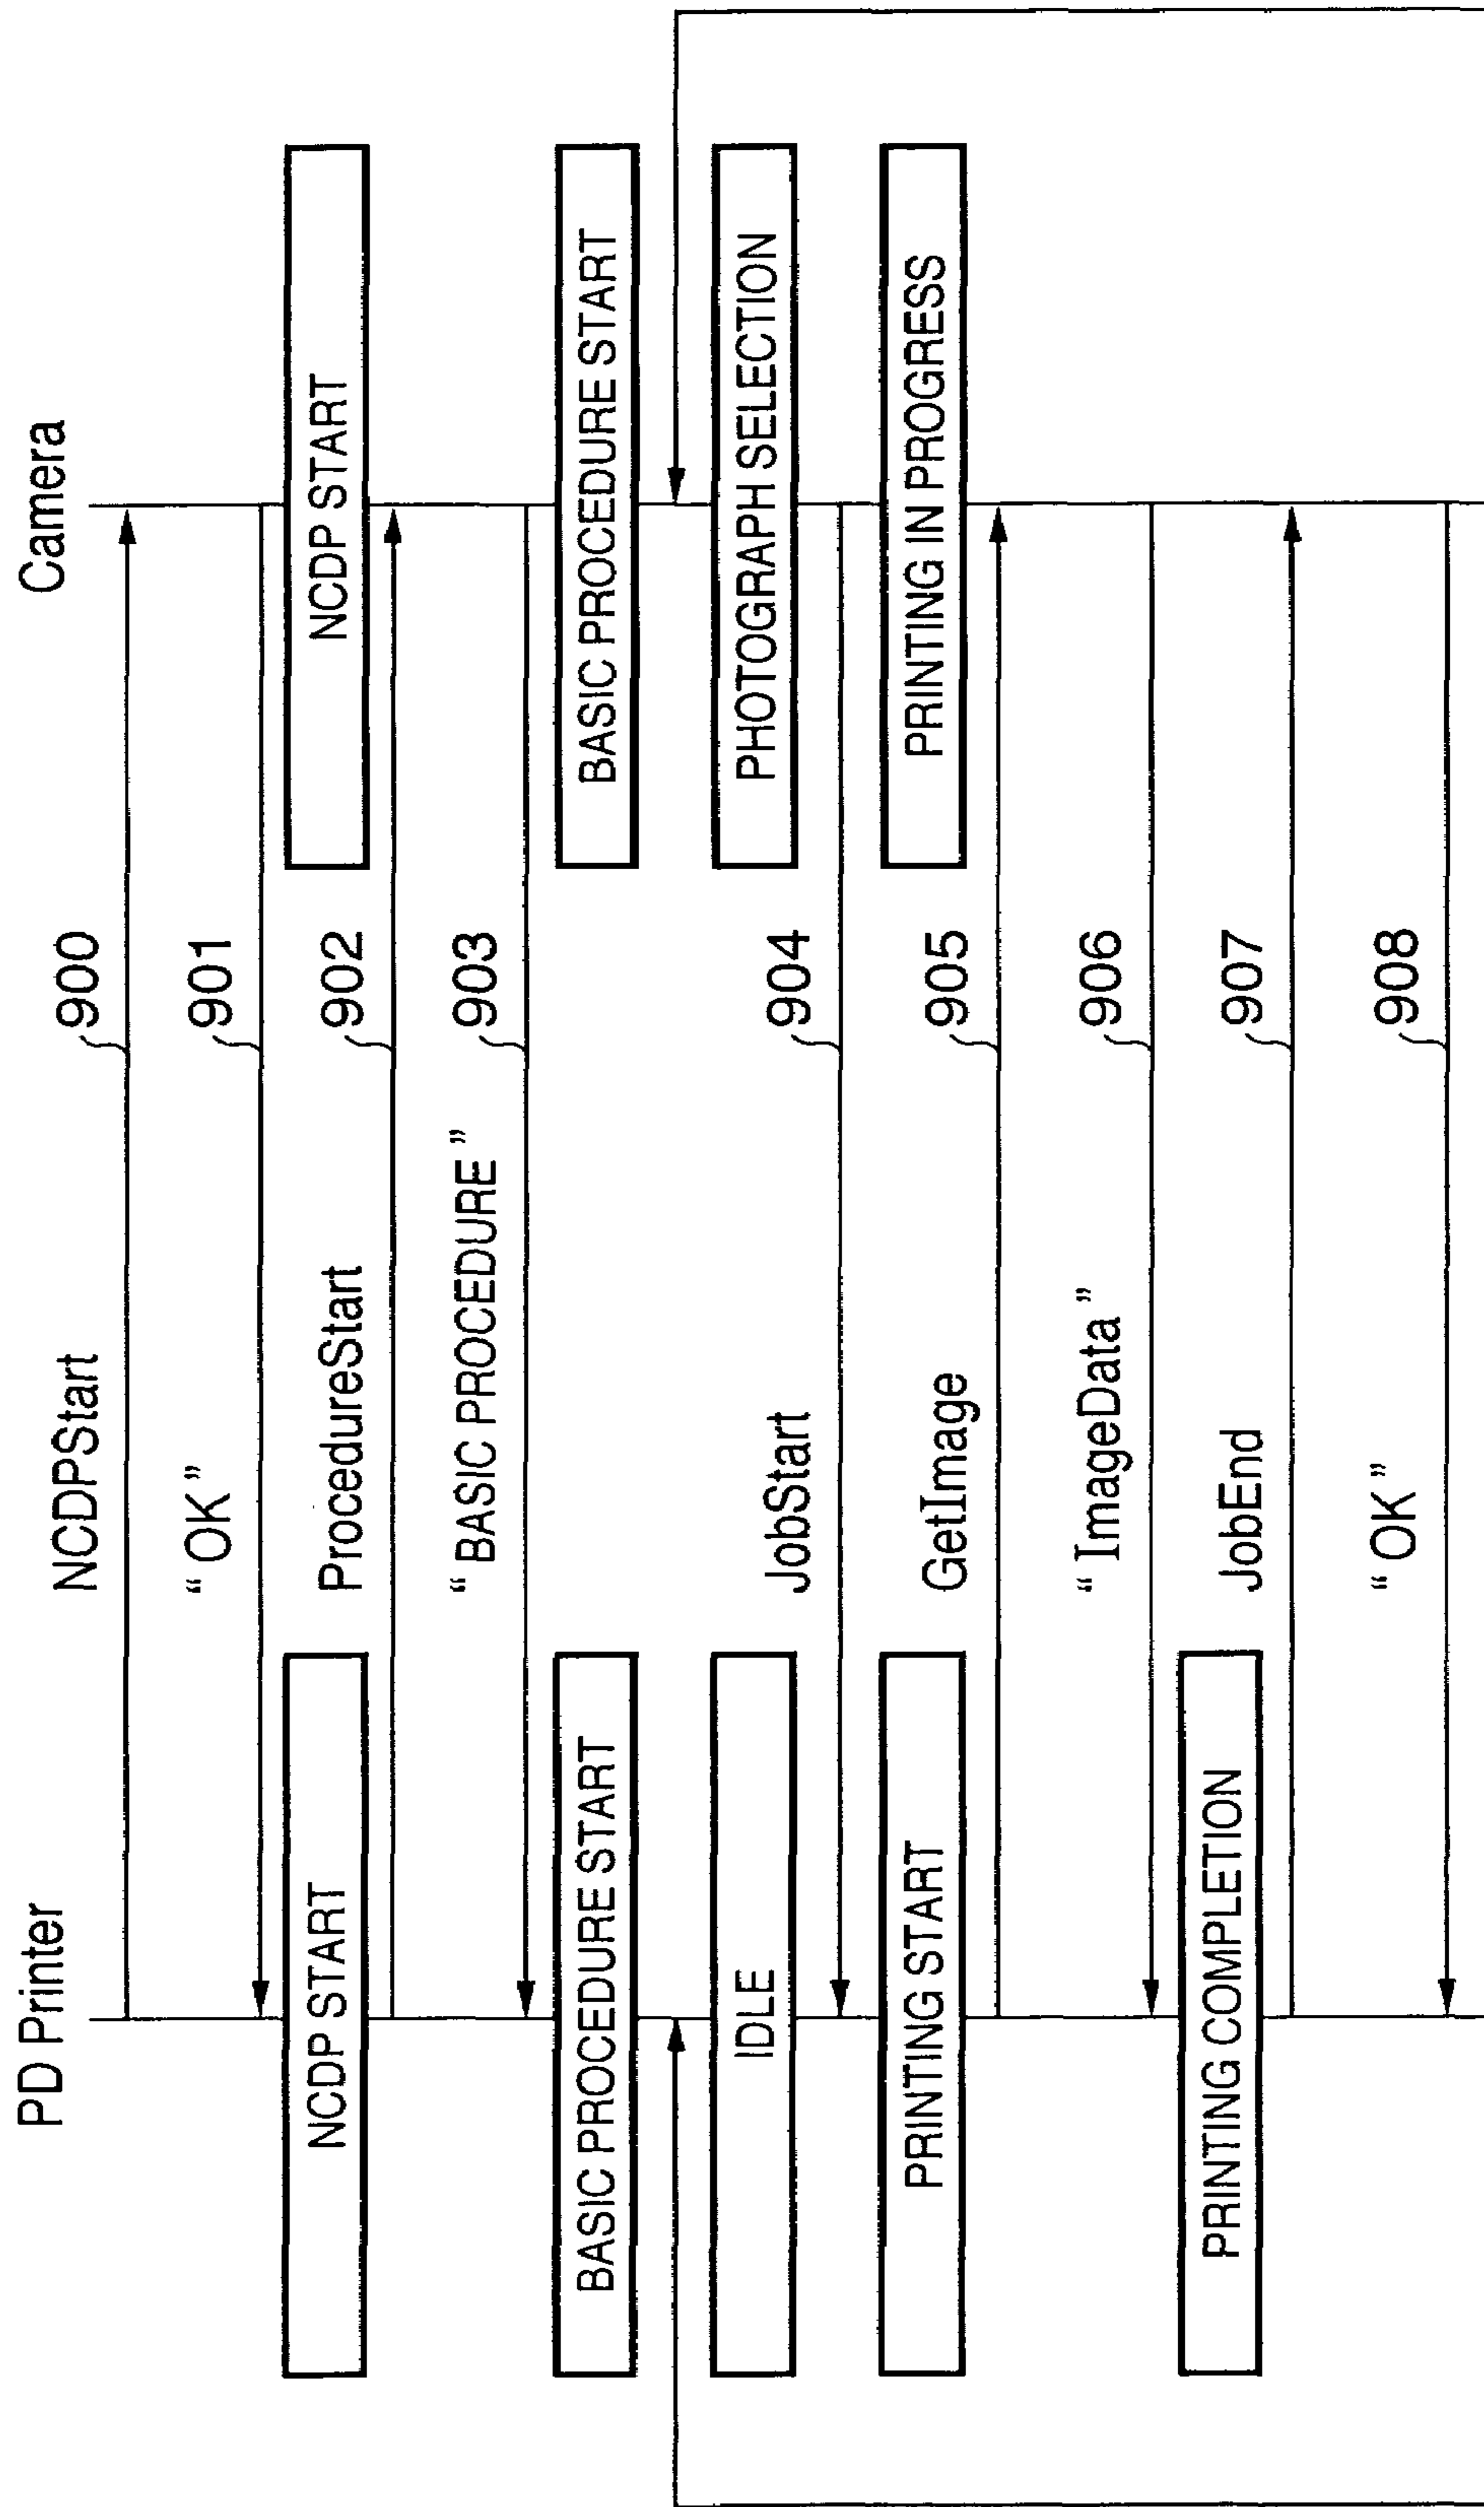 PD Printer
Camera
NCDPStart
900
“ OK ”
901
NCDP START
NCDP START
ProcedureStart
902
“ BASIC PROCEDURE ”
903
BASIC PROCEDURE START
BASIC PROCEDURE START
IDLE
PHOTOGRAPH SELECTION
JobStart
904
PRINTING START
PRINTING IN PROGRESS
GetImage
905
“ ImageData ”
906
PRINTING COMPLETION
JobEnd
907
“ OK ”
908